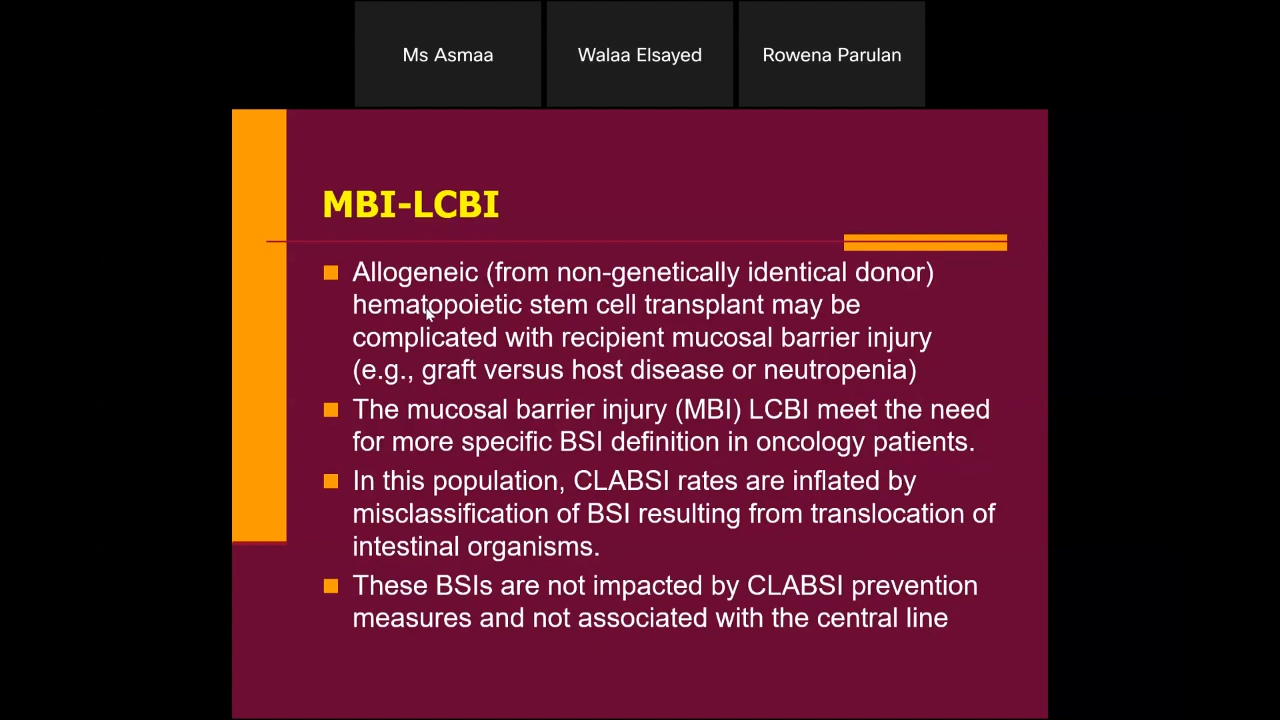 Ms Asmaa
Walaa Elsayed
Rowena Parulan
MBI-LCBI
Allogeneic (from non-genetically identical donor)
hematopoietic stem cell transplant may be
complicated with recipient mucosal barrier injury
(e.g., graft versus host disease or neutropenia)
The mucosal barrier injury (MBI) LCBI meet the need
for more specific BSI definition in oncology patients.
In this population, CLABSI rates are inflated by
misclassification of BSI resulting from translocation of
intestinal organisms.
These BSIs are not impacted by CLABSI prevention
measures and not associated with the central line